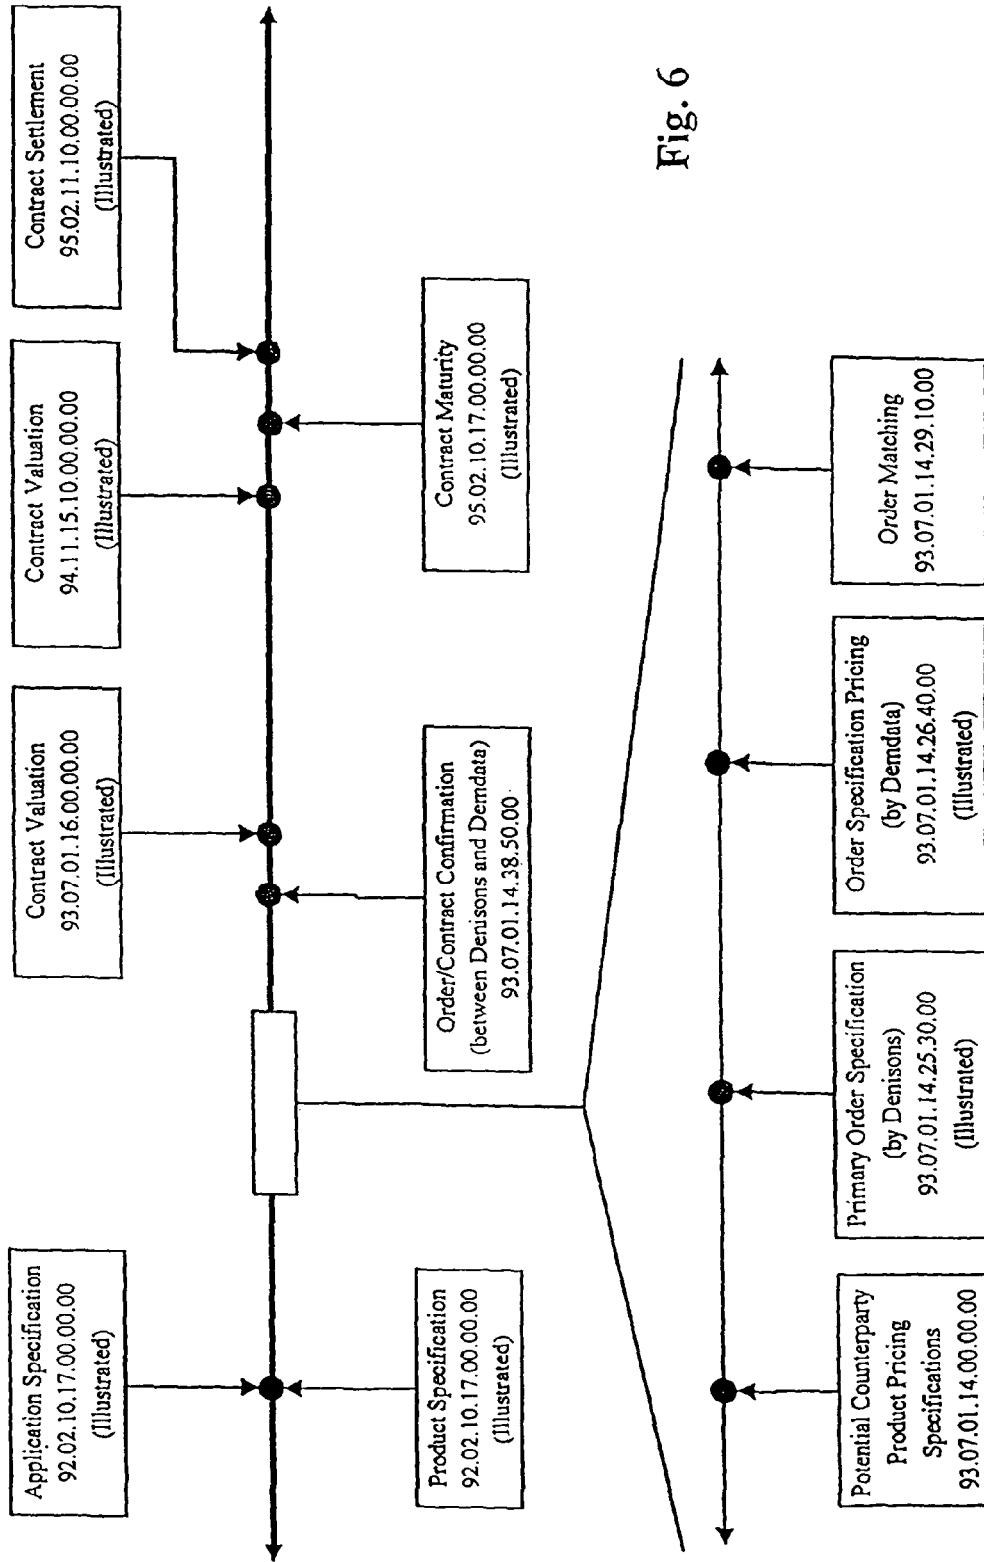 Application Specification
92.02.10.17.00.00.00
(Illustrated)
Contract Valuation
93.07.01.16.00.00.00
(Illustrated)
Contract Valuation
94.11.15.10.00.00.00
(Illustrated)
Contract Settlement
95.02.11.10.00.00.00
(Illustrated)
Product Specification
92.02.10.17.00.00.00
(Illustrated)
Order/Contract Confirmation
(between Denisons and Demdata)
93.07.01.14.38.50.00
Contract Maturity
95.02.10.17.00.00.00
(Illustrated)
Fig. 6
Potential Counterparty
Product Pricing
Specifications
93.07.01.14.00.00.00.00
Primary Order Specification
(by Denisons)
93.07.01.14.25.30.00
(Illustrated)
Order Specification Pricing
(by Demdata)
93.07.01.14.26.40.00
(Illustrated)
Order Matching
93.07.01.14.29.10.00